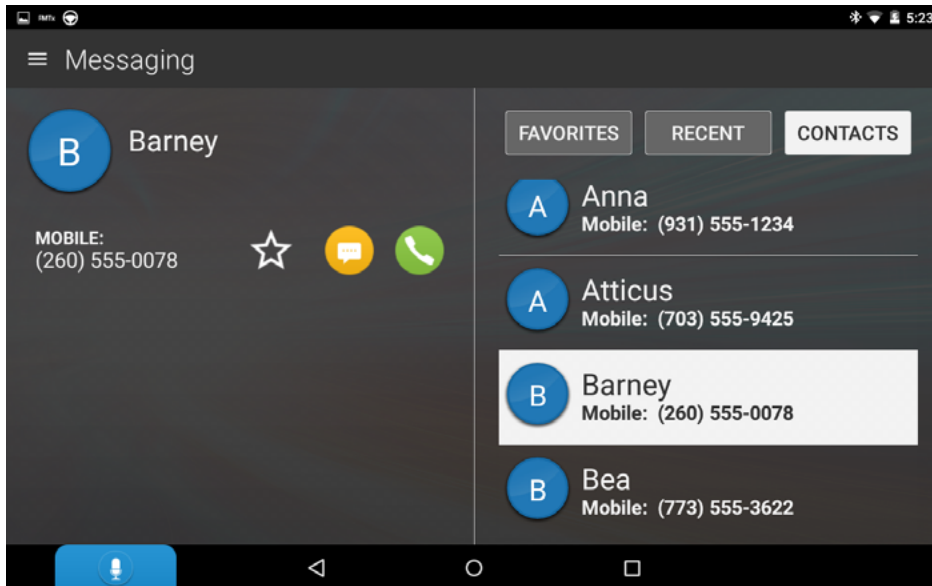 5:23
Messaging
B
Barney
MOBILE:
(260) 555-0078
FAVORITES RECENT CONTACTS
A
Anna
Mobile: (931) 555-1234
A
Atticus
Mobile: (703) 555-9425
B
Barney
Mobile: (260) 555-0078
B
Bea
Mobile: (773) 555-3622